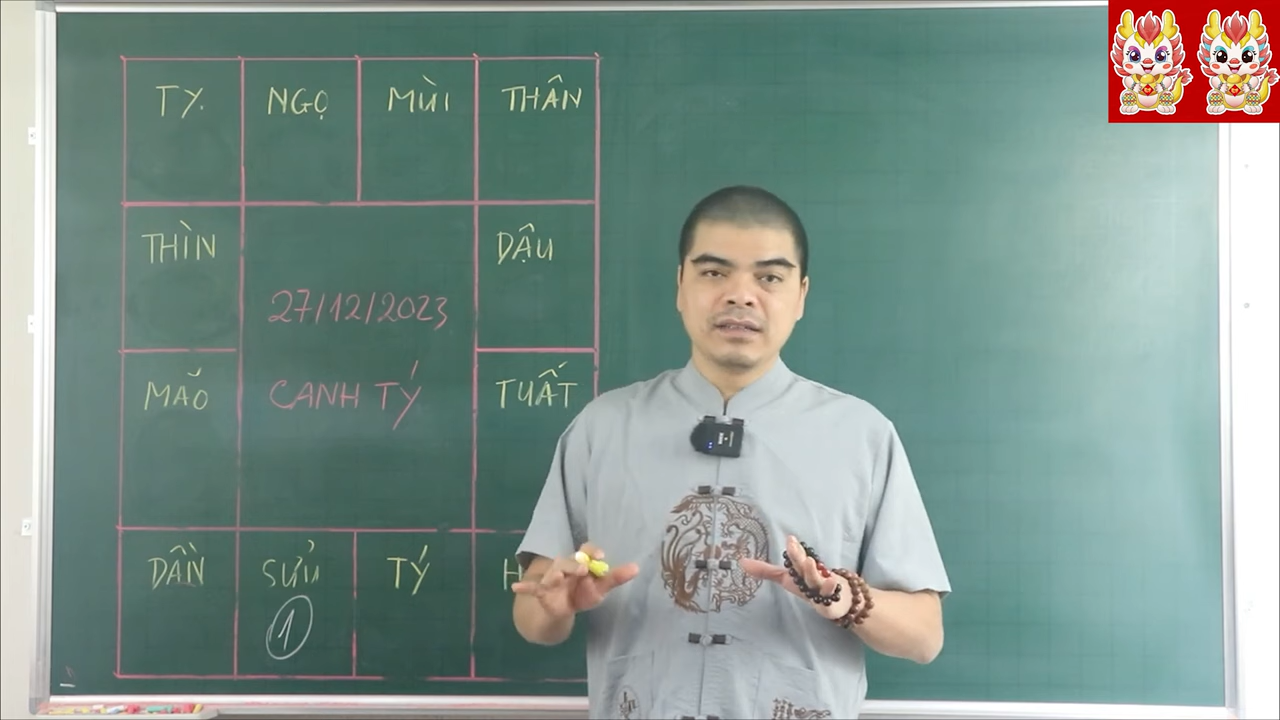 TỴ.
NGỌ
MÙI
THÂN
THÌN
DẬU
27/12/2023
MÃO
CANH TÝ
TUẤT
DẦN
SỬU
TÝ
H
1